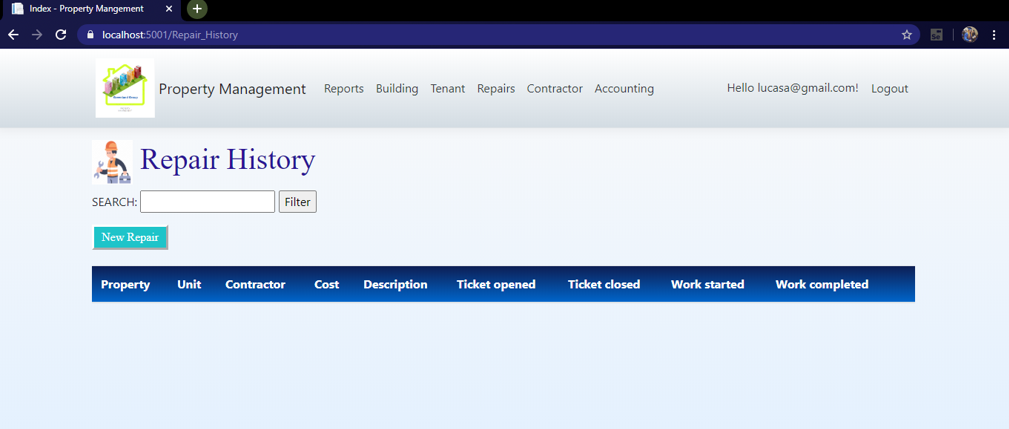 Index - Property Management
localhost:5001/Repair_History
Property Management Reports Building Tenant Repairs Contractor Accounting Hello lucasa@gmail.com! Logout
Repair History
SEARCH: Filter
New Repair
Property Unit Contractor Cost Description Ticket opened Ticket closed Work started Work completed